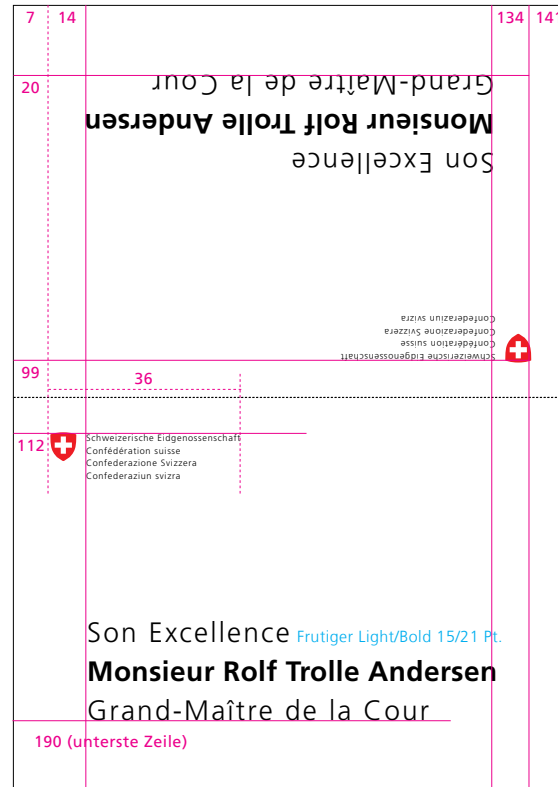 7 14 134 141
20
Grand-Maître de la Cour
Monsieur Rolf Trolle Andersen
Son Excellence
Confederaziun svizra
Confederazione Svizzera
Confédération suisse
Schweizerische Eidgenossenschaft
99
36
112
Schweizerische Eidgenossenschaft
Confédération suisse
Confederazione Svizzera
Confederaziun svizra
Son Excellence Frutiger Light/Bold 15/21 Pt.
Monsieur Rolf Trolle Andersen
Grand-Maître de la Cour
190 (unterste Zeile)